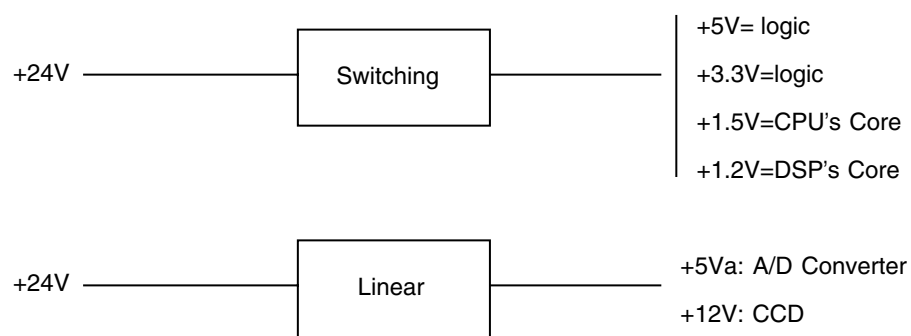 +24V
Switching
+5V= logic
+3.3V=logic
+1.5V=CPU's Core
+1.2V=DSP's Core
+24V
Linear
+5Va: A/D Converter
+12V: CCD